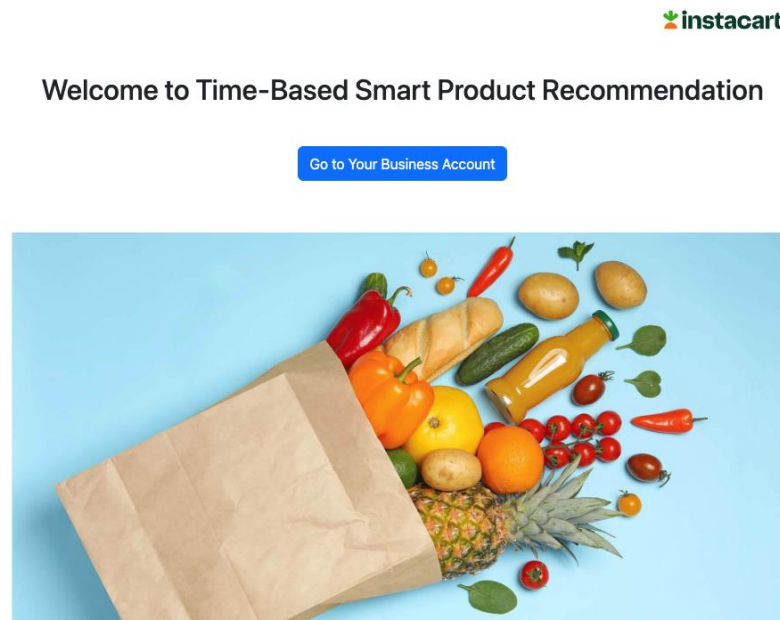 instacart
Welcome to Time-Based Smart Product Recommendation
Go to Your Business Account